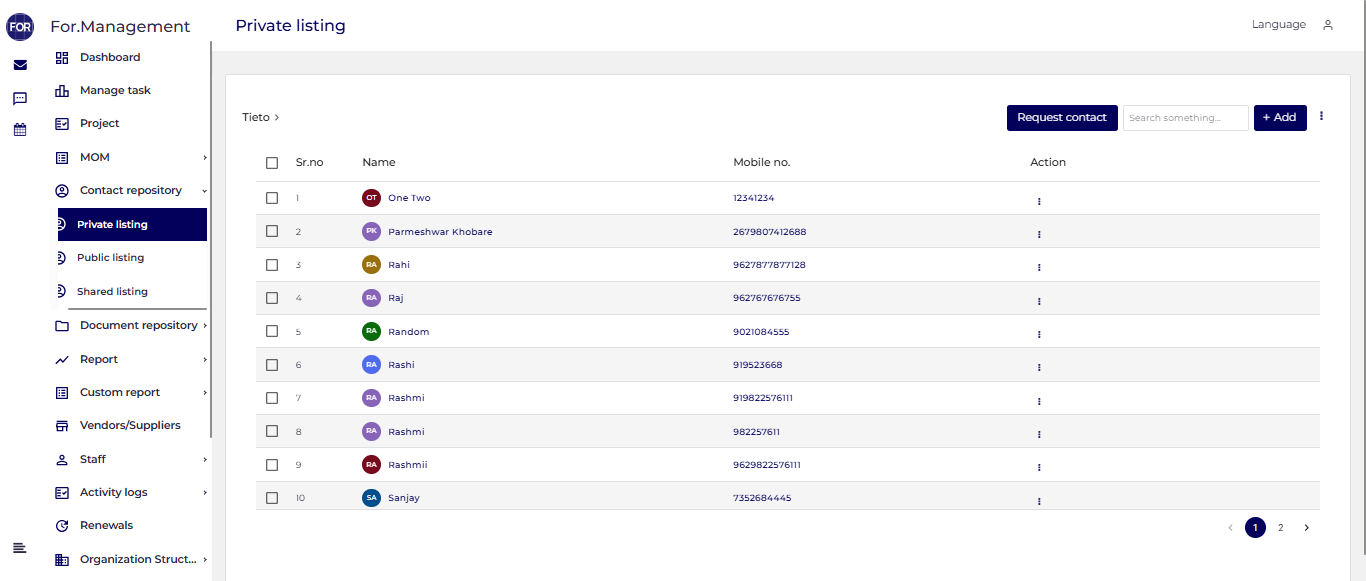 FOR For.Management
Private listing
Language
Dashboard
Manage task
Project
MOM
Contact repository
Private listing
Public listing
Shared listing
Document repository
Report
Custom report
Vendors/Suppliers
Staff
Activity logs
Renewals
Organization Struct...
Tieto >
Request contact
Search something...
+ Add
Sr.no Name Mobile no. Action
1 OT One Two 12341234
2 PK Parmeshwar Khobare 2679807412688
3 RA Rahi 9627877877128
4 RA Raj 962767676755
5 RA Random 9021084555
6 RA Rashi 919523668
7 RA Rashmi 919822576111
8 RA Rashmi 982257611
9 RA Rashmii 9629822576111
10 SA Sanjay 7352684445
< 1 2 >